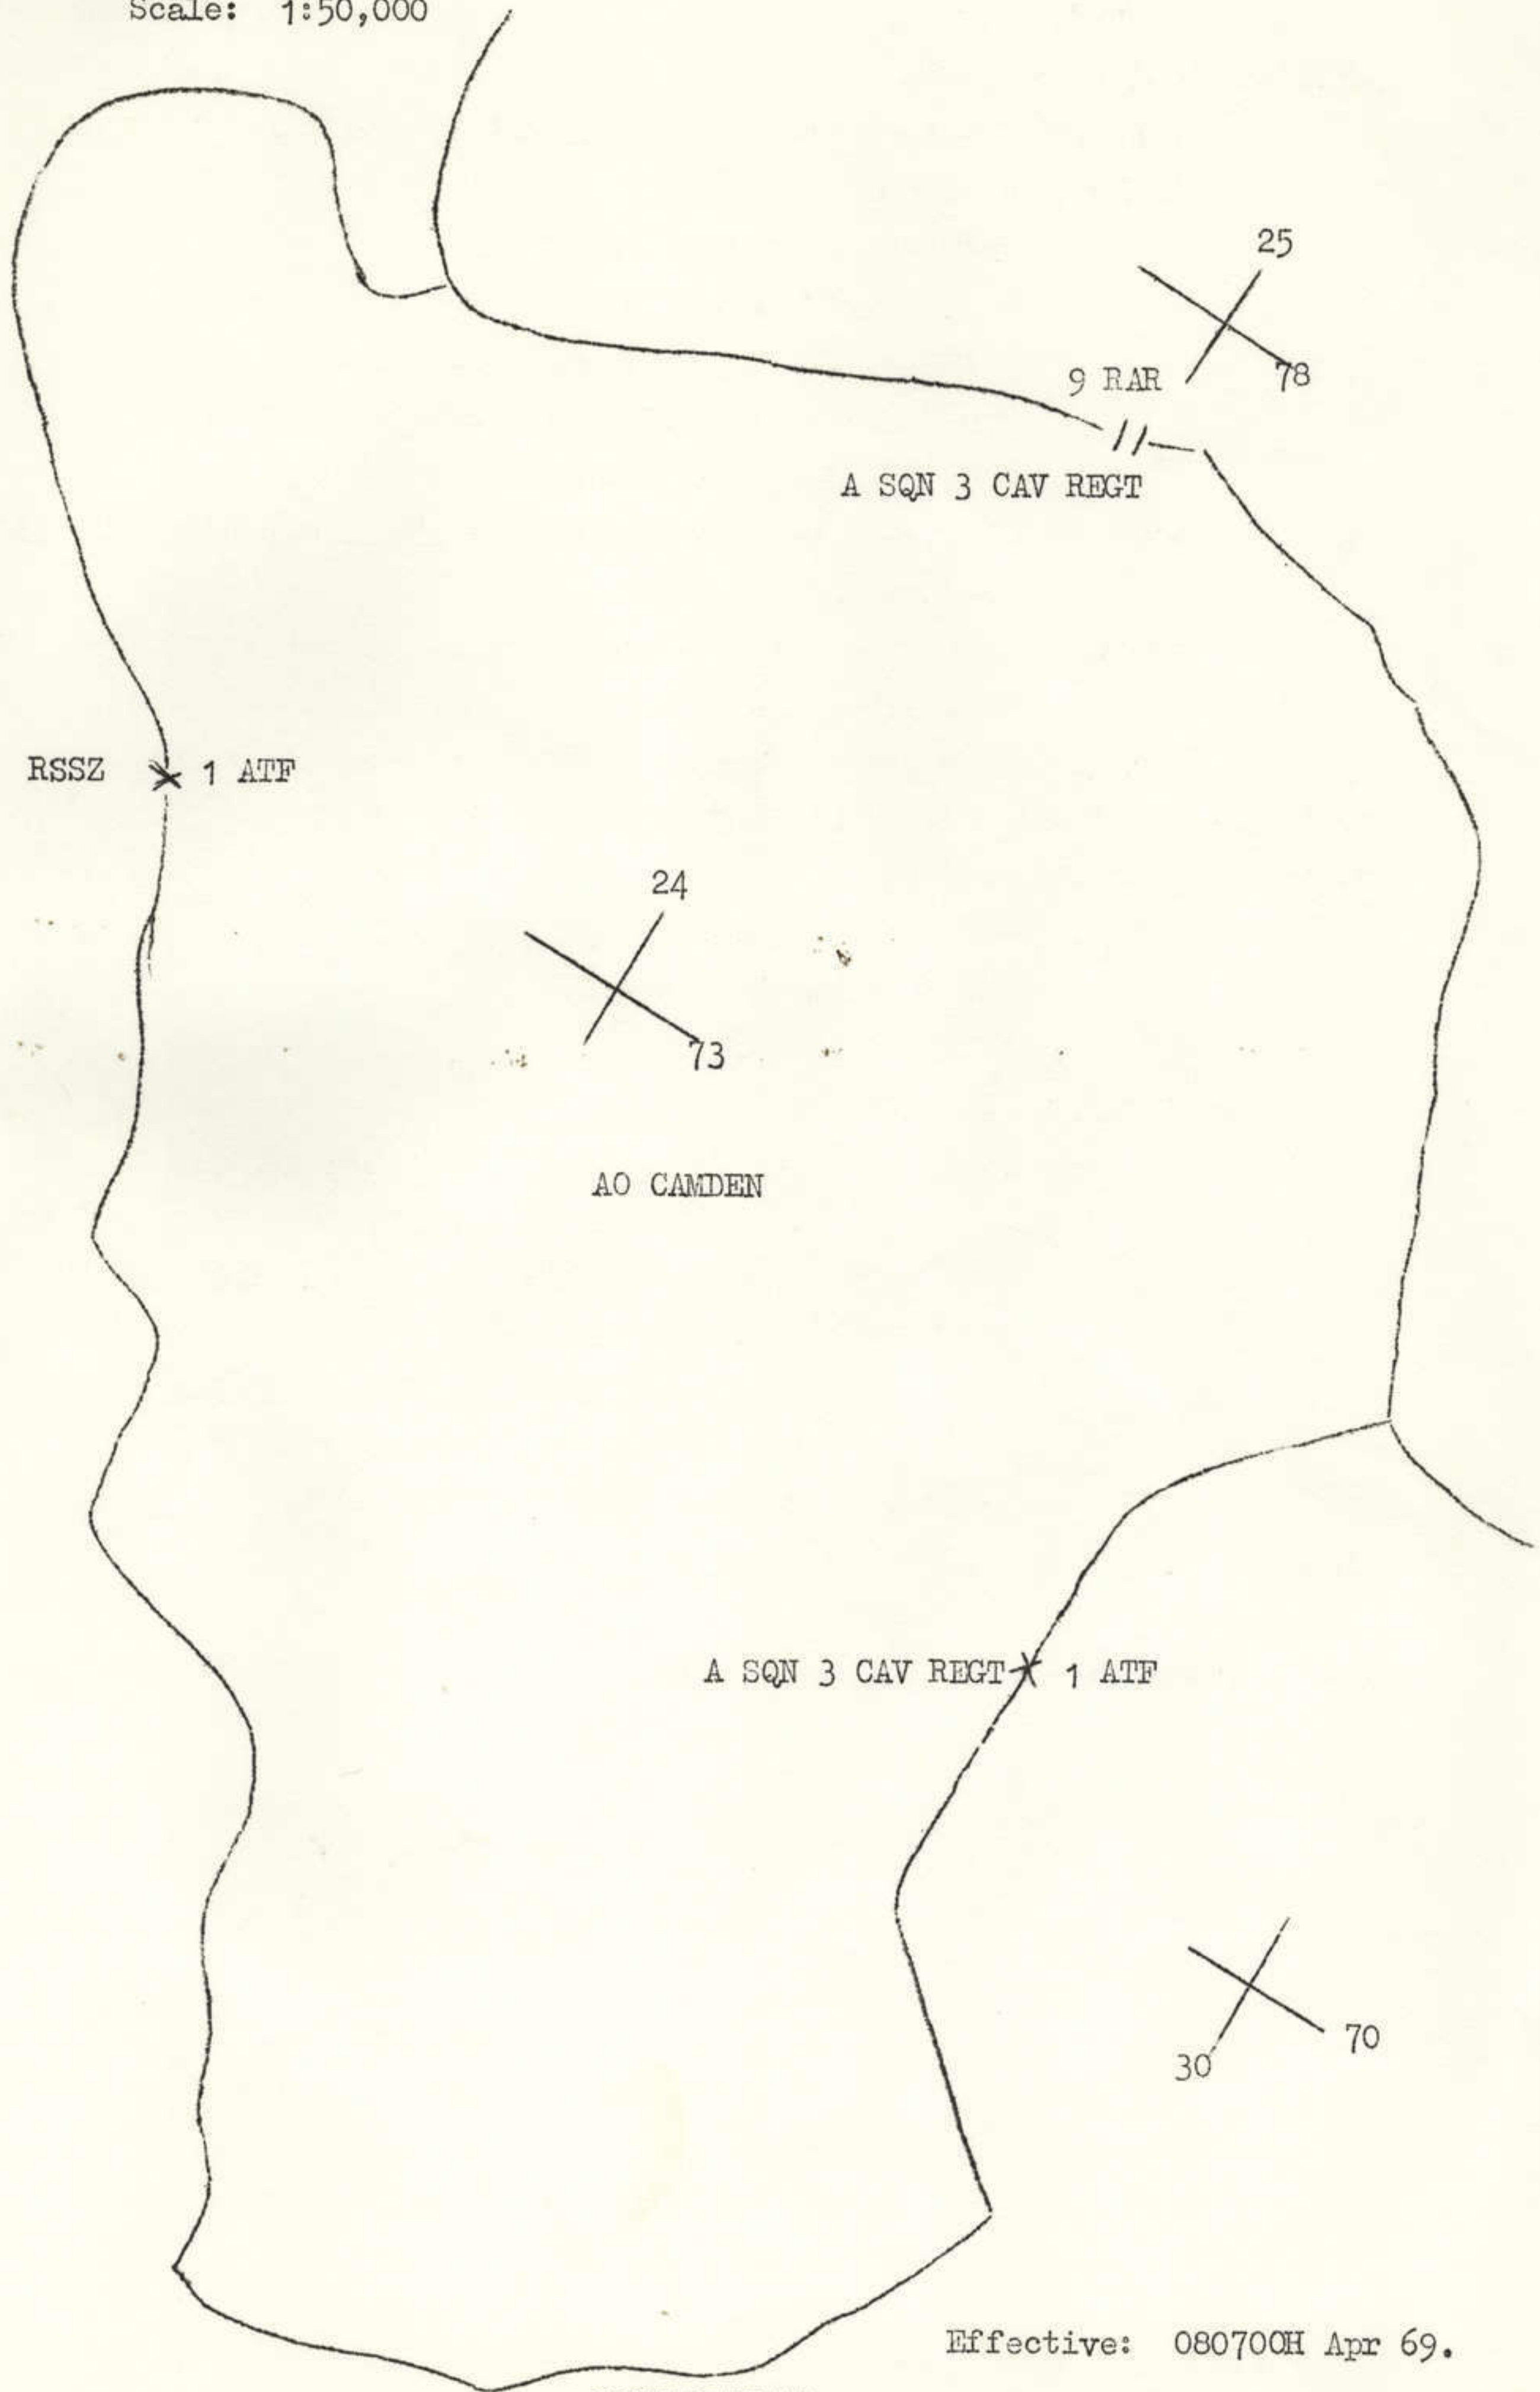 Scale: 1:50,000
25
9 RAR
78
A SQN 3 CAV REGT
RSSZ
1 ATF
24
73
AO CAMDEN
A SQN 3 CAV REGT
1 ATF
70
30
Effective: 080700H Apr 69.